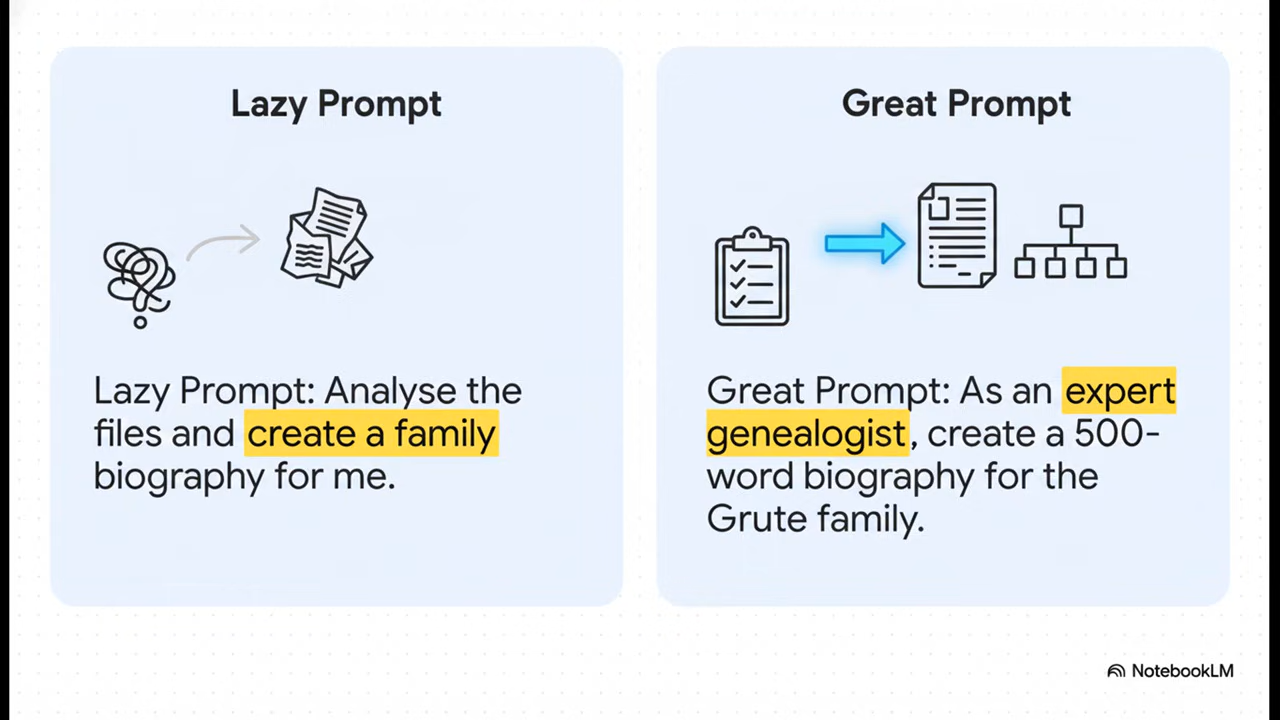 Lazy Prompt
Lazy Prompt: Analyse the
files and create a family
biography for me.
Great Prompt
Great Prompt: As an expert
genealogist, create a 500-
word biography for the
Grute family.
NotebookLM